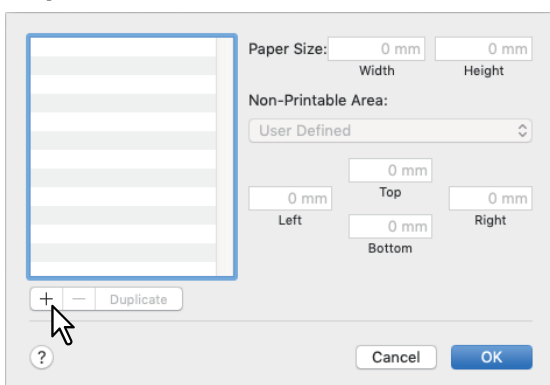 Paper Size: 0 mm 0 mm
Width Height
Non-Printable Area:
User Defined
0 mm
Top
0 mm 0 mm
Left Right
0 mm
Bottom
+ − Duplicate
? Cancel OK